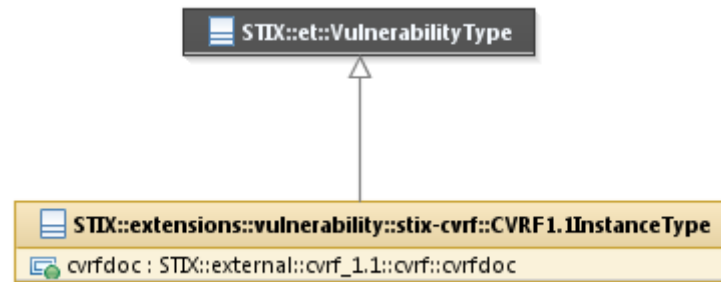 STIX::et::VulnerabilityType
STIX::extensions::vulnerability::stix-cvrf::CVRF1.1InstanceType
cvrfdoc : STIX::external::cvrf_1.1::cvrf::cvrfdoc